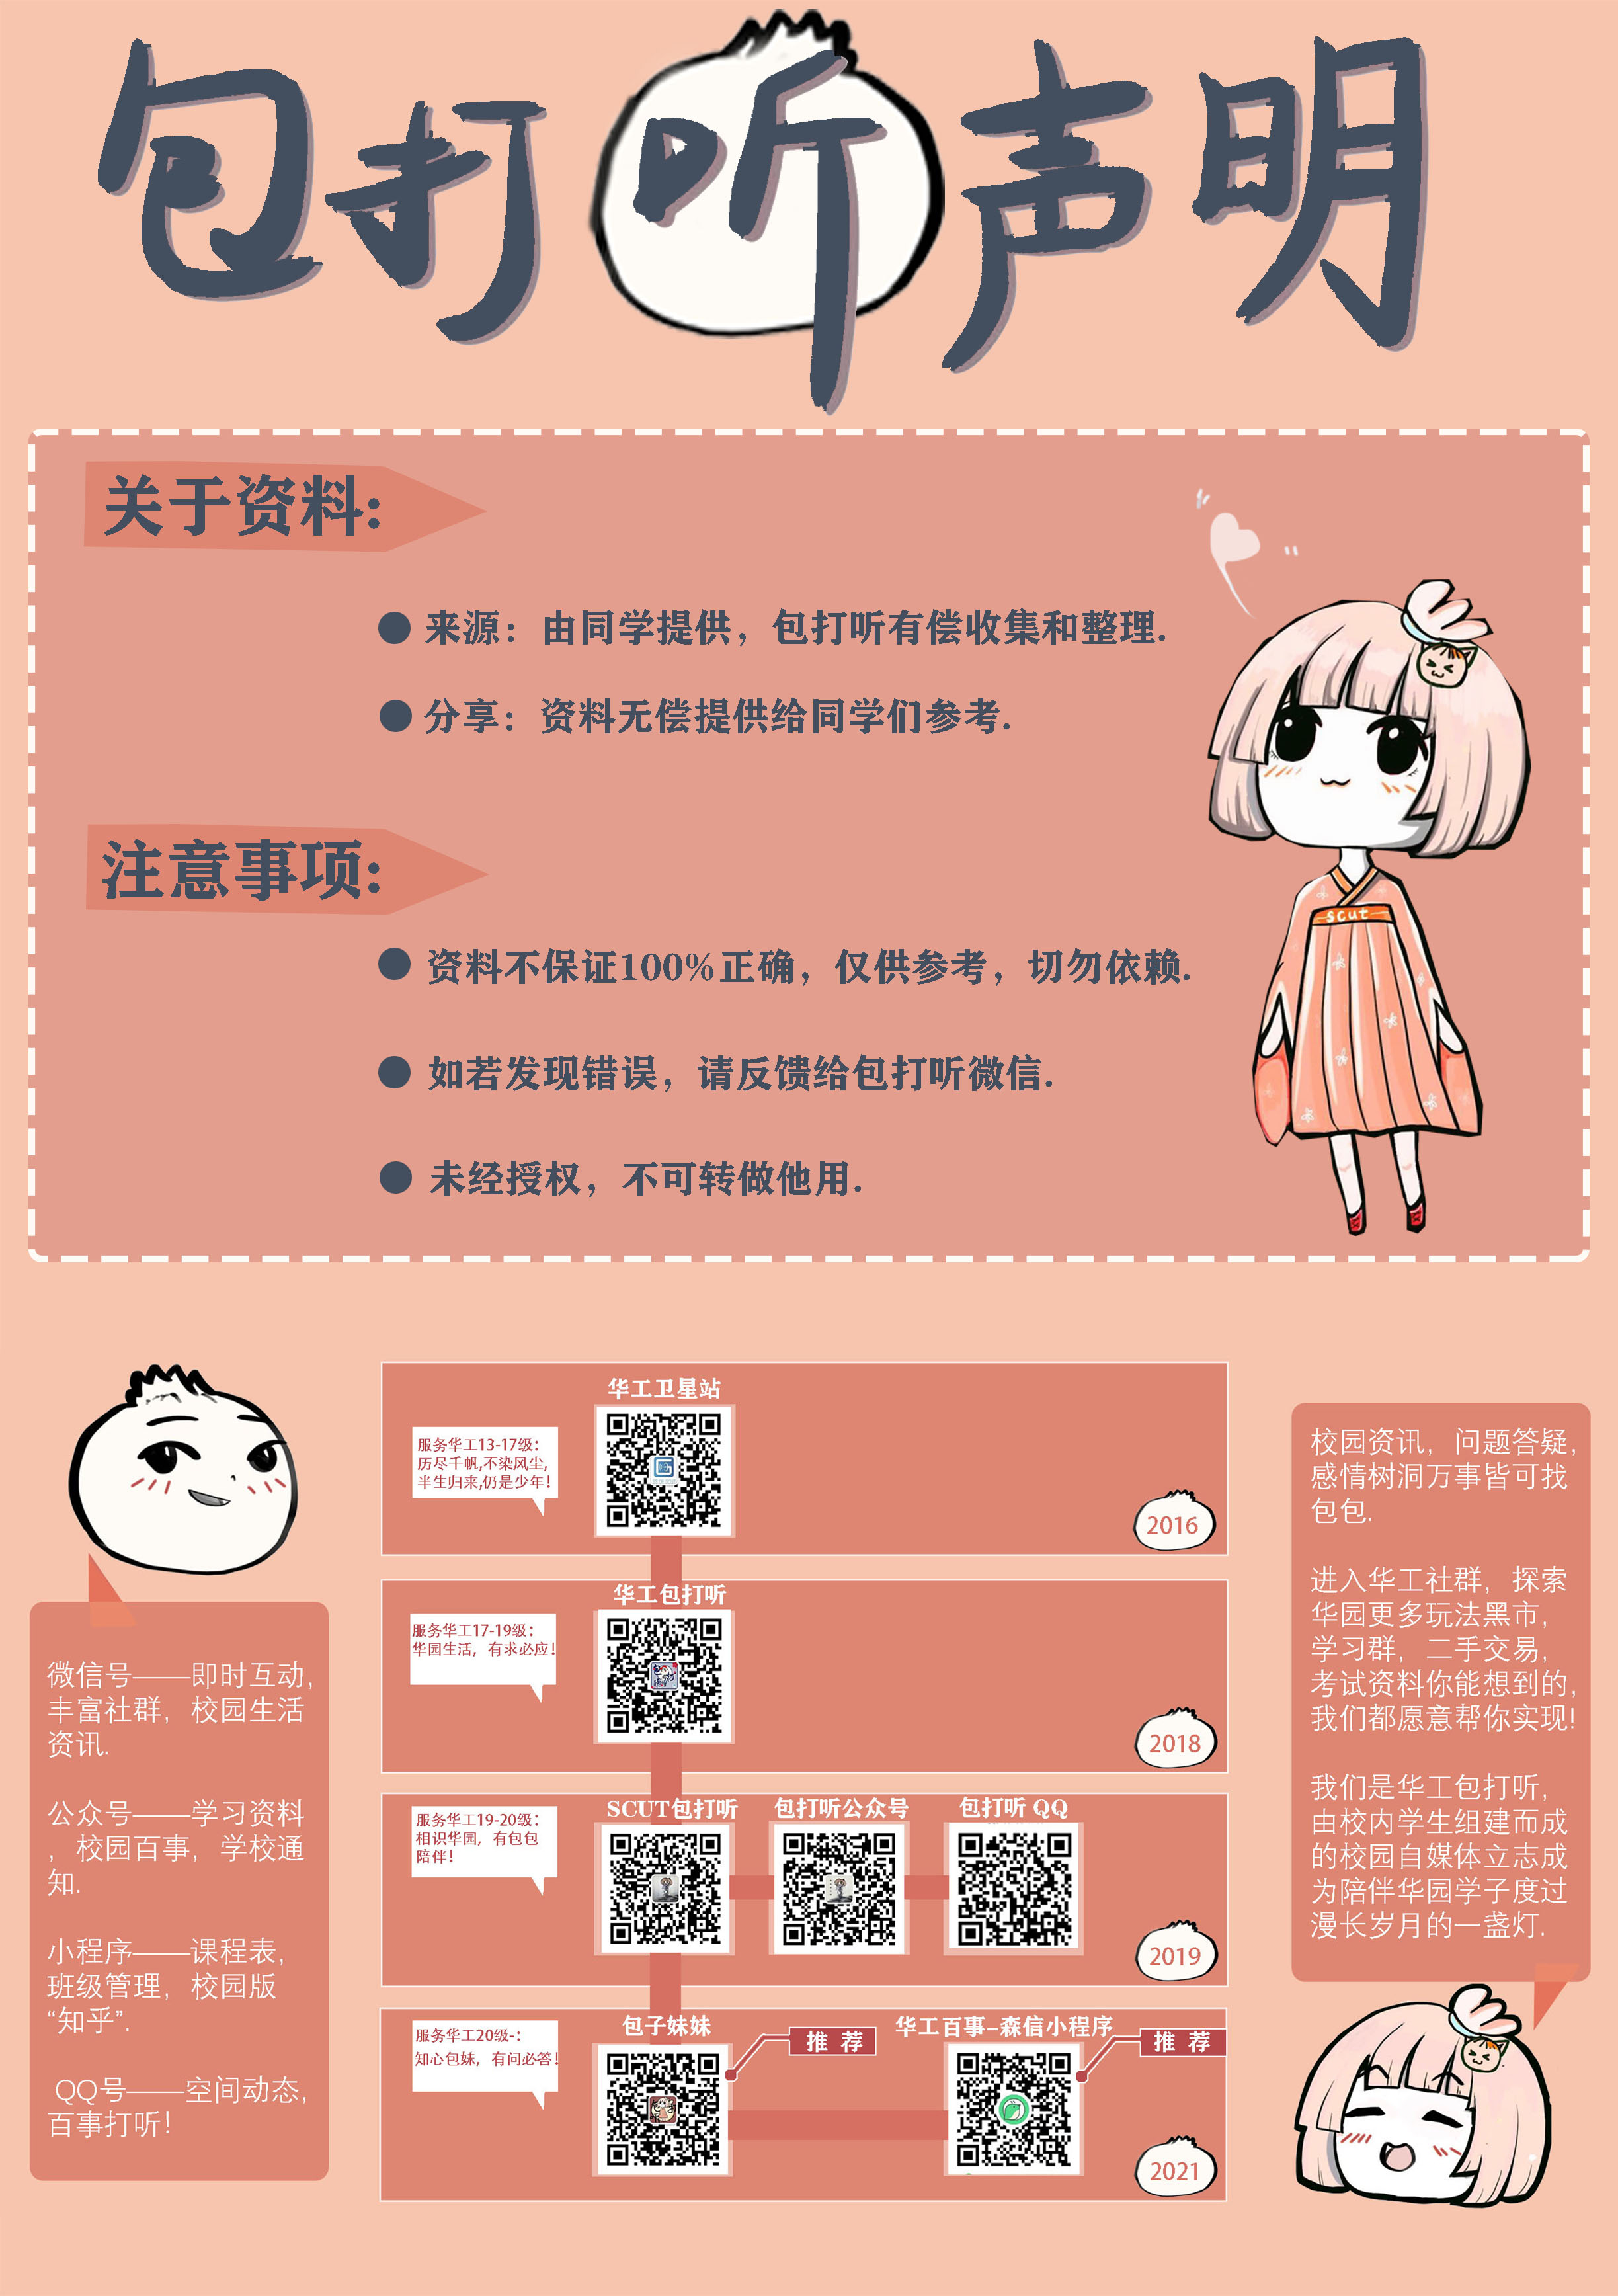 包打听声明
关于资料:
来源：由同学提供，包打听有偿收集和整理.
分享：资料无偿提供给同学们参考.
注意事项:
资料不保证100%正确，仅供参考，切勿依赖.
如若发现错误，请反馈给包打听微信.
未经授权，不可转做他用.
scut
微信号——即时互动,
丰富社群，校园生活
资讯.
公众号——学习资料
，校园百事，学校通
知.
小程序——课程表,
班级管理，校园版
“知乎”.
QQ号——空间动态,
百事打听!
华工卫星站
服务华工13-17级:
历尽千帆,不染风尘,
半生归来,仍是少年!
2016
华工包打听
服务华工17-19级:
华园生活，有求必应!
2018
SCUT包打听
包打听公众号
包打听 QQ
服务华工19-20级:
相识华园，有包包
陪伴!
2019
包子妹妹
推 荐
华工百事-森信小程序
推 荐
服务华工20级-:
知心包妹，有问必答!
2021
校园资讯，问题答疑,
感情树洞万事皆可找
包包.
进入华工社群，探索
华园更多玩法黑市,
学习群，二手交易,
考试资料你能想到的,
我们都愿意帮你实现!
我们是华工包打听,
由校内学生组建而成
的校园自媒体立志成
为陪伴华园学子度过
漫长岁月的一盏灯.